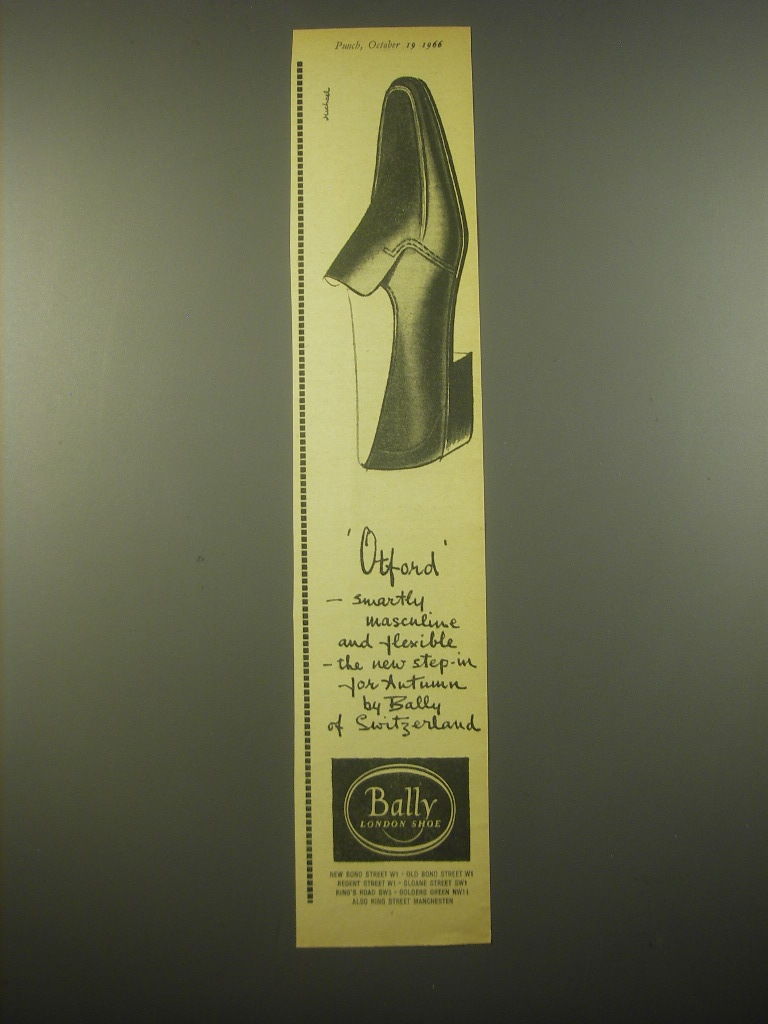 Punch, October 19 1966
Michael
'Otford'
— smartly
masculine
and flexible
– the new step-in
for Autumn
by Bally
of Switzerland
Bally
LONDON SHOE
NEW BOND STREET W1 · OLD BOND STREET W1
REGENT STREET W1 · SLOANE STREET SW1
KING'S ROAD SW3 · GOLDERS GREEN NW11
ALSO KING STREET MANCHESTER